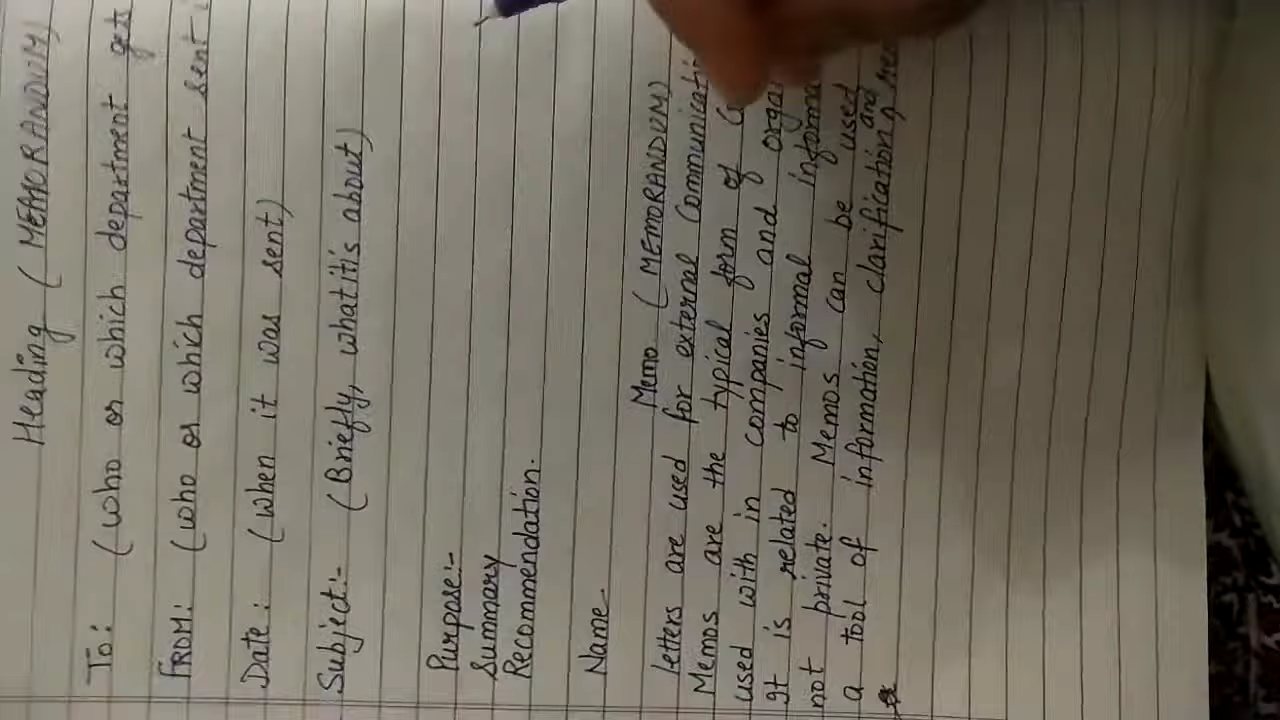 Heading (MEMORANDUM)
To: (who or which department get
FROM: (who or which department sent
Date: (when it was sent)
Subject:- (Briefly, what it is about)
Purpose:-
Summary
Recommendation.
Name
Memo (MEMORANDUM)
Letters are used for external Communicati
Memos are the typical form of Co
used with in companies and orga
It is related to informal informa
not private. Memos can be used
a tool of information, clarification, and re